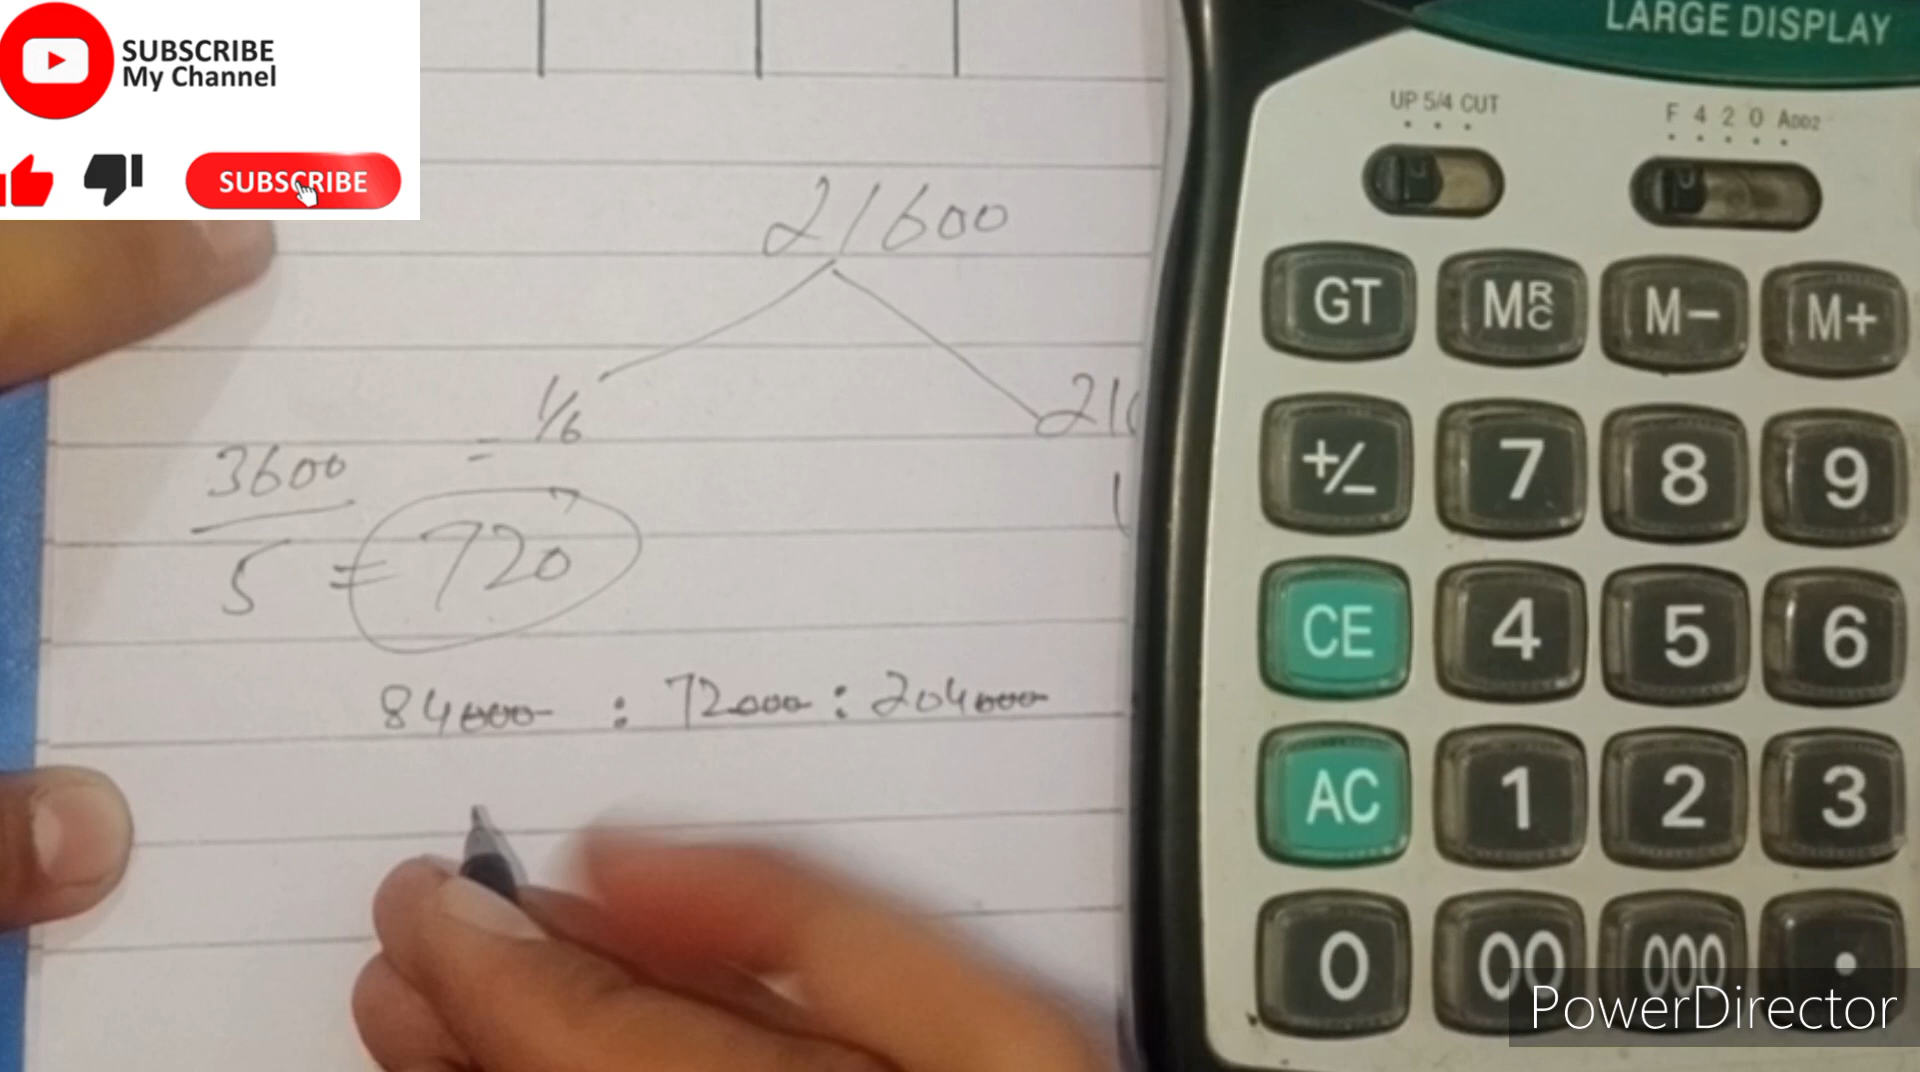 SUBSCRIBE
My Channel
SUBSCRIBE
LARGE DISPLAY
UP 5/4 CUT
F 4 2 0 ADD2
21600
= 1/6
3600
5 = 720
84000 : 72000 : 204000
GT MRC M− M+
+/− 7 8 9
CE 4 5 6
AC 1 2 3
0 00 000 •
PowerDirector